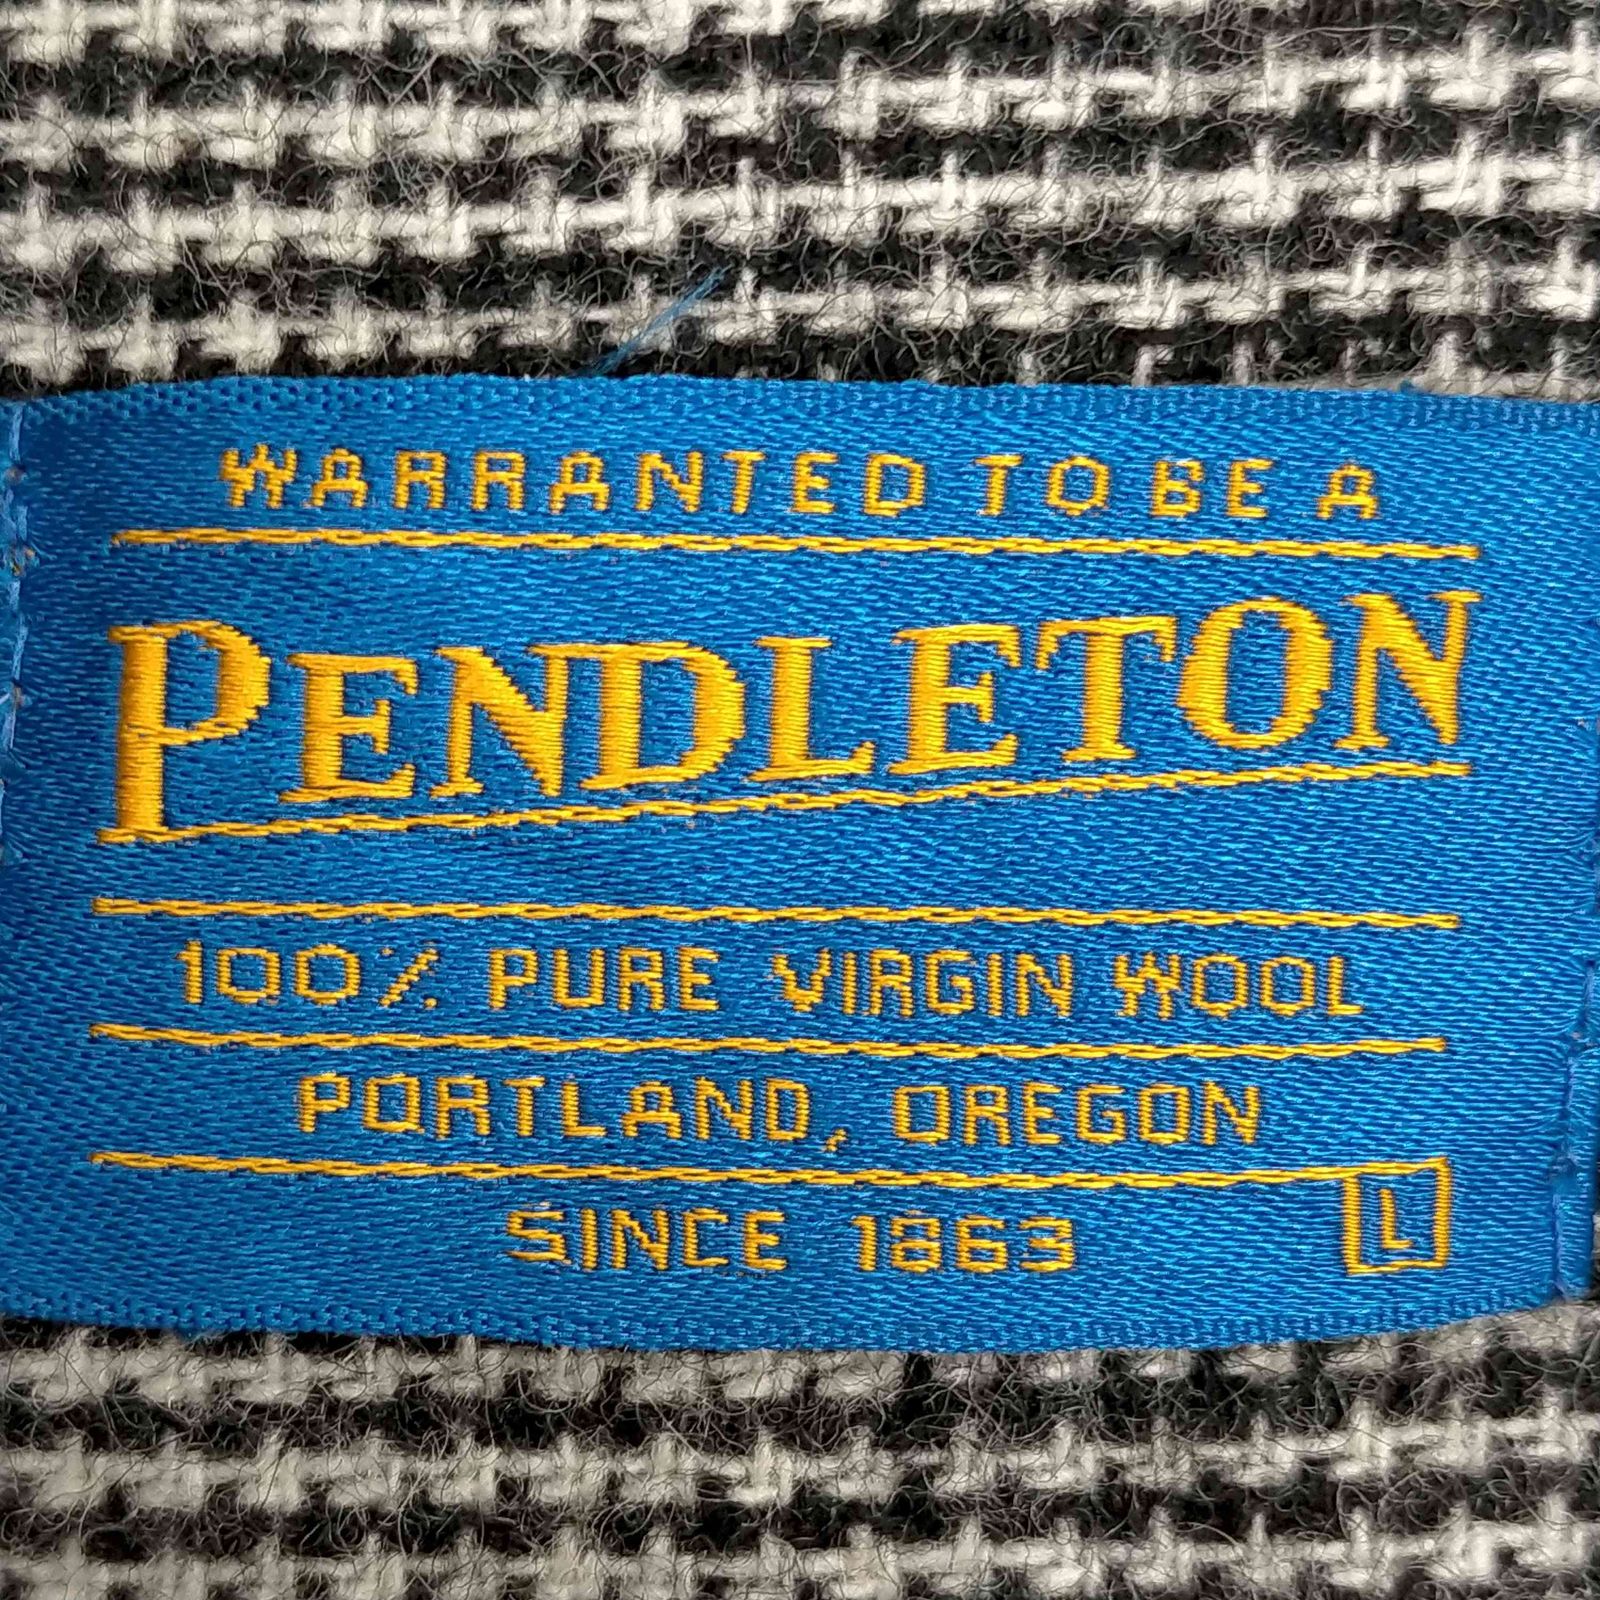 WARRANTED TO BE A
PENDLETON
100% PURE VIRGIN WOOL
PORTLAND, OREGON
SINCE 1863
L